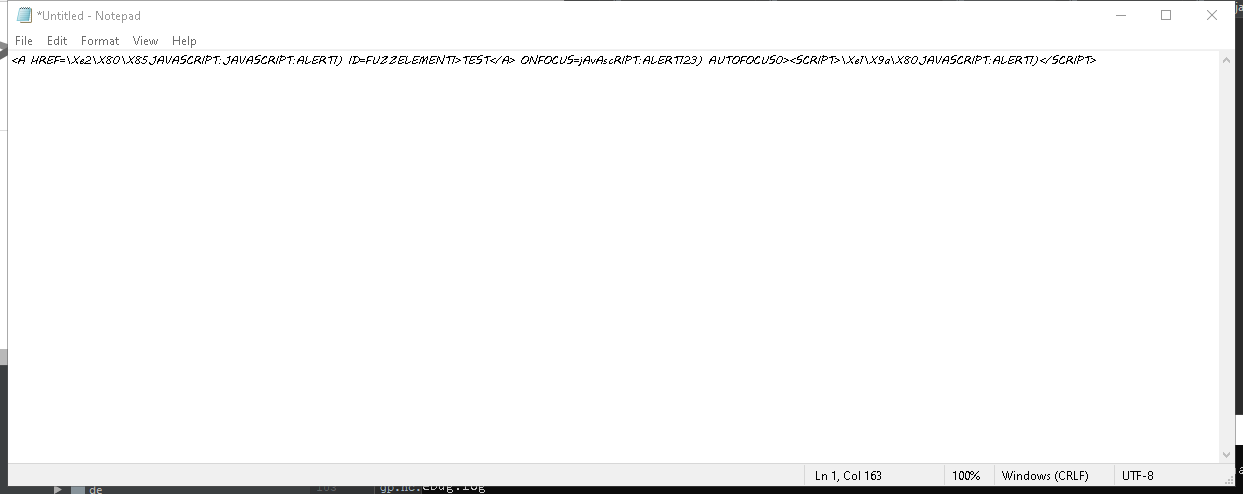 *Untitled - Notepad
File Edit Format View Help
<A HREF=\Xe2\X80\X85JAVASCRIPT:JAVASCRIPT:ALERT1) ID=FUZZELEMENT1>TEST</A> ONFOCUS=jAvAscRIPT:ALERT123) AUTOFOCUS0><SCRIPT>\Xe1\X9a\X80JAVASCRIPT:ALERT1)</SCRIPT>
Ln 1, Col 163 100% Windows (CRLF) UTF-8
de